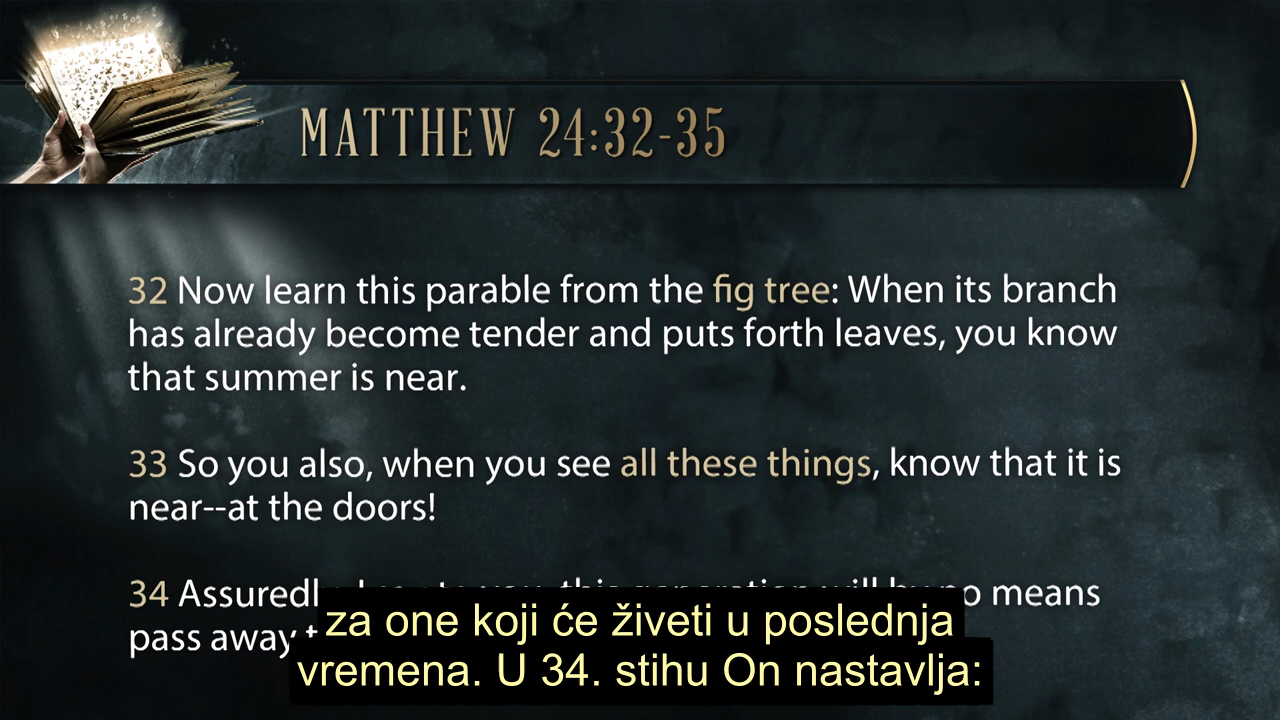 MATTHEW 24:32-35
32 Now learn this parable from the fig tree: When its branch
has already become tender and puts forth leaves, you know
that summer is near.
33 So you also, when you see all these things, know that it is
near--at the doors!
34 Assuredly means
pass away
za one koji će živeti u poslednja
vremena. U 34. stihu On nastavlja: